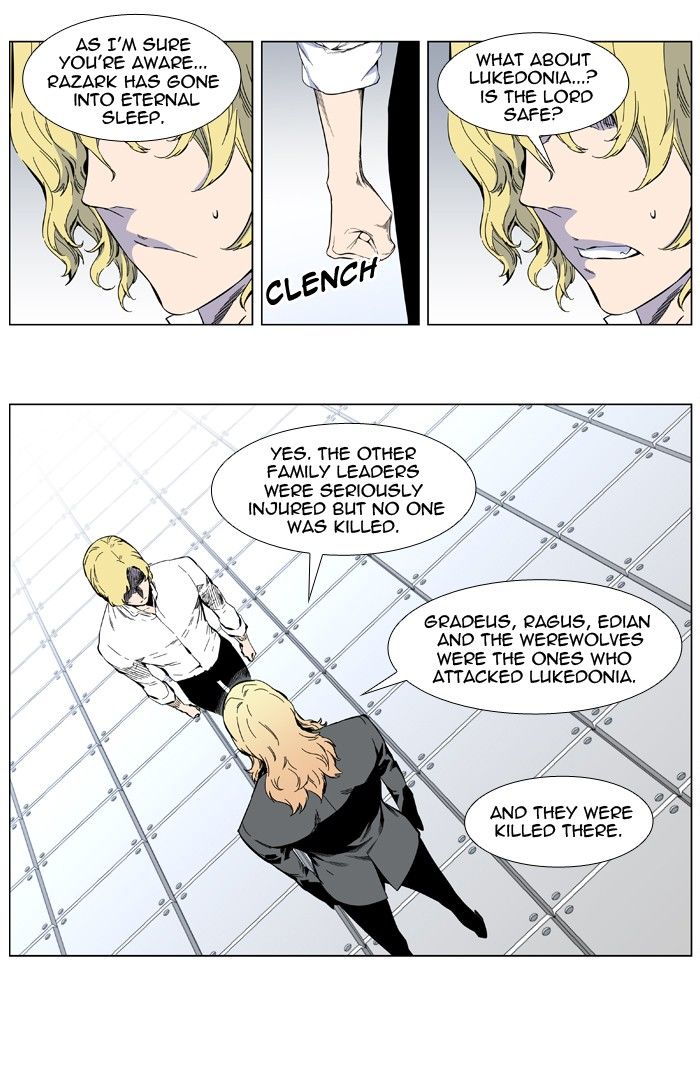 AS I'M SURE
YOU'RE AWARE...
RAZARK HAS GONE
INTO ETERNAL
SLEEP.
CLENCH
WHAT ABOUT
LUKEDONIA...?
IS THE LORD
SAFE?
YES. THE OTHER
FAMILY LEADERS
WERE SERIOUSLY
INJURED BUT NO ONE
WAS KILLED.
GRADEUS, RAGUS, EDIAN
AND THE WEREWOLVES
WERE THE ONES WHO
ATTACKED LUKEDONIA.
AND THEY WERE
KILLED THERE.